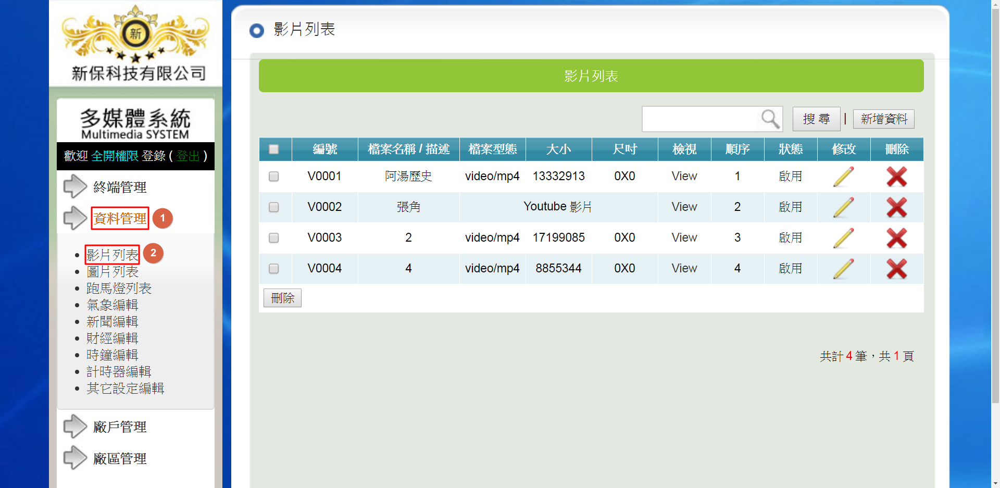 新
新保科技有限公司
多媒體系統
Multimedia SYSTEM
歡迎 全開權限 登錄 ( 登出 )
終端管理
資料管理 1
影片列表 2
圖片列表
跑馬燈列表
氣象編輯
新聞編輯
財經編輯
時鐘編輯
計時器編輯
其它設定編輯
廠戶管理
廠區管理
影片列表
影片列表
搜 尋 | 新增資料
編號 檔案名稱 / 描述 檔案型態 大小 尺吋 檢視 順序 狀態 修改 刪除
V0001 阿湯歷史 video/mp4 13332913 0X0 View 1 啟用
V0002 張角 Youtube 影片 View 2 啟用
V0003 2 video/mp4 17199085 0X0 View 3 啟用
V0004 4 video/mp4 8855344 0X0 View 4 啟用
刪除
共計 4 筆，共 1 頁